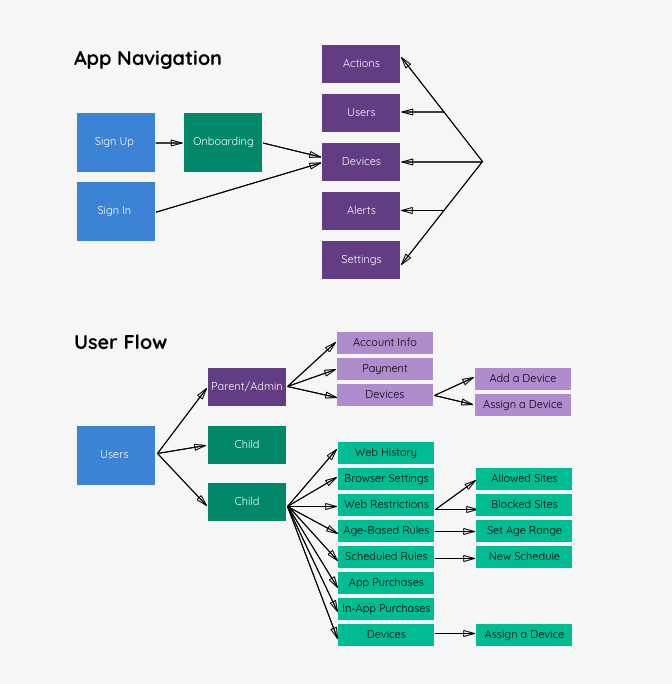 App Navigation
Actions
Users
Sign Up
Onboarding
Devices
Sign In
Alerts
Settings
User Flow
Account Info
Payment
Parent/Admin
Devices
Add a Device
Assign a Device
Users
Child
Child
Web History
Browser Settings
Allowed Sites
Web Restrictions
Blocked Sites
Age-Based Rules
Set Age Range
Scheduled Rules
New Schedule
App Purchases
In-App Purchases
Devices
Assign a Device